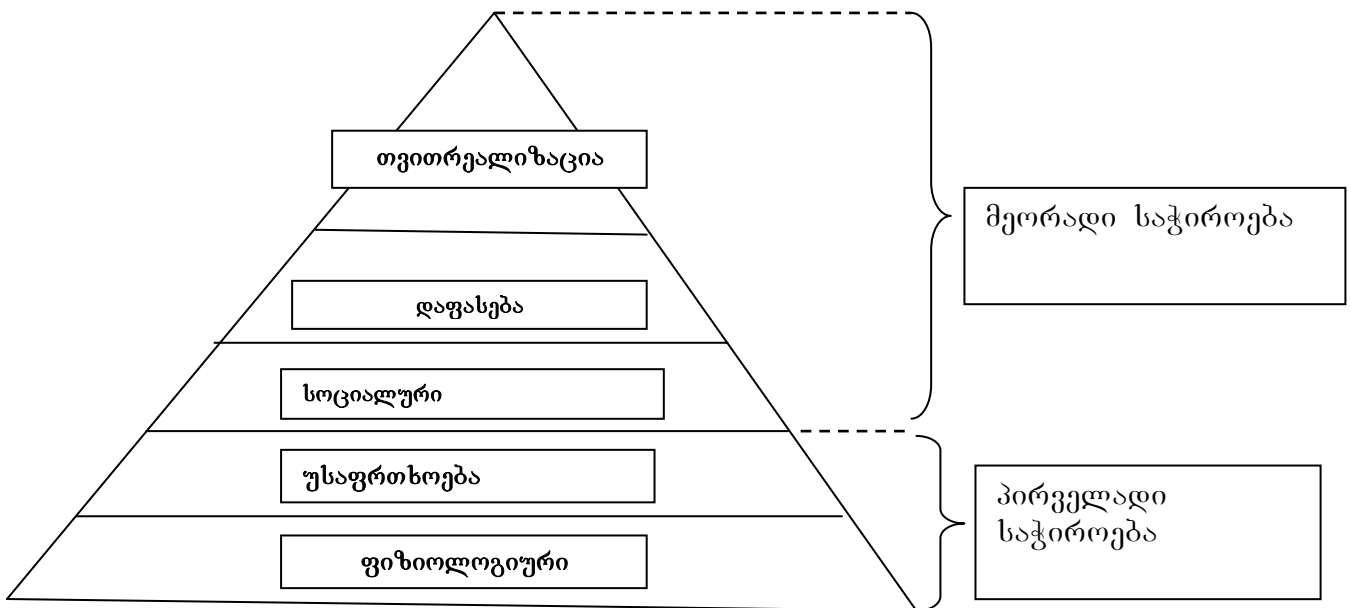 თვითრეალიზაცია
მეორადი საჭიროება
დაფასება
სოციალური
უსაფრთხოება
პირველადი
საჭიროება
ფიზიოლოგიური